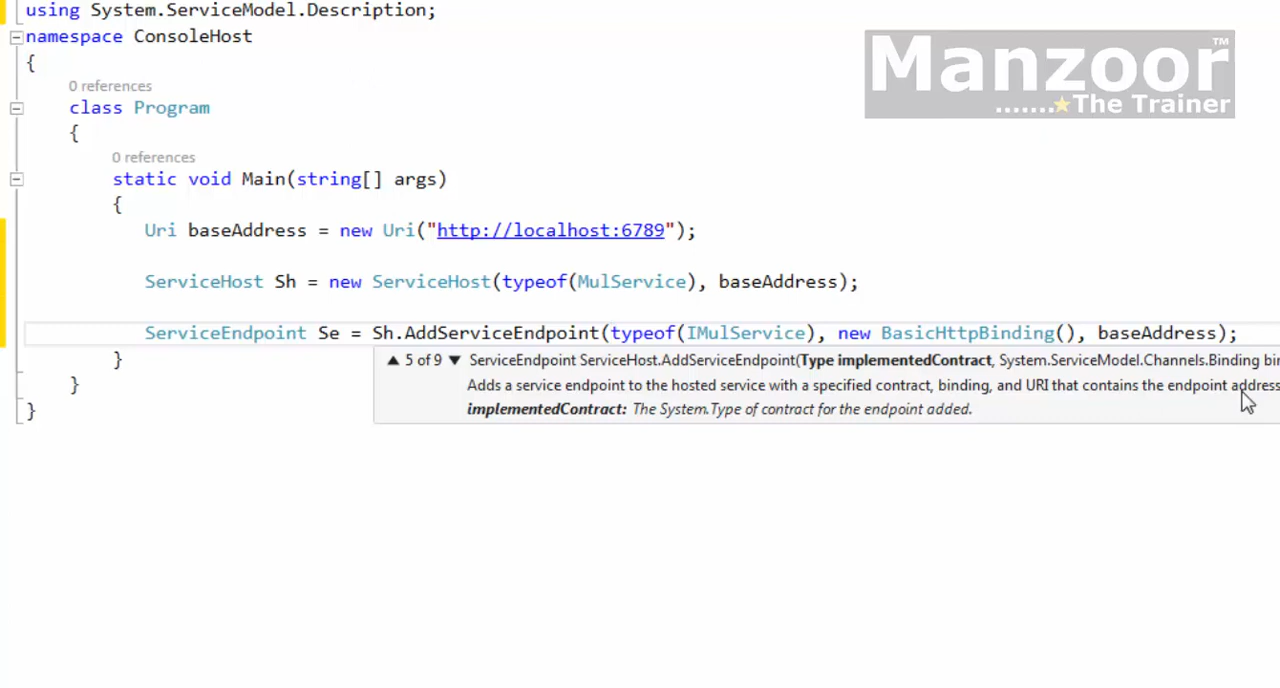 using System.ServiceModel.Description;
namespace ConsoleHost
{
0 references
class Program
{
0 references
static void Main(string[] args)
{
Uri baseAddress = new Uri("http://localhost:6789");
ServiceHost Sh = new ServiceHost(typeof(MulService), baseAddress);
ServiceEndpoint Se = Sh.AddServiceEndpoint(typeof(IMulService), new BasicHttpBinding(), baseAddress);
}
▲ 5 of 9 ▼ ServiceEndpoint ServiceHost.AddServiceEndpoint(Type implementedContract, System.ServiceModel.Channels.Binding bi
Adds a service endpoint to the hosted service with a specified contract, binding, and URI that contains the endpoint address
implementedContract: The System.Type of contract for the endpoint added.
}
}
Manzoor™
.......★The Trainer